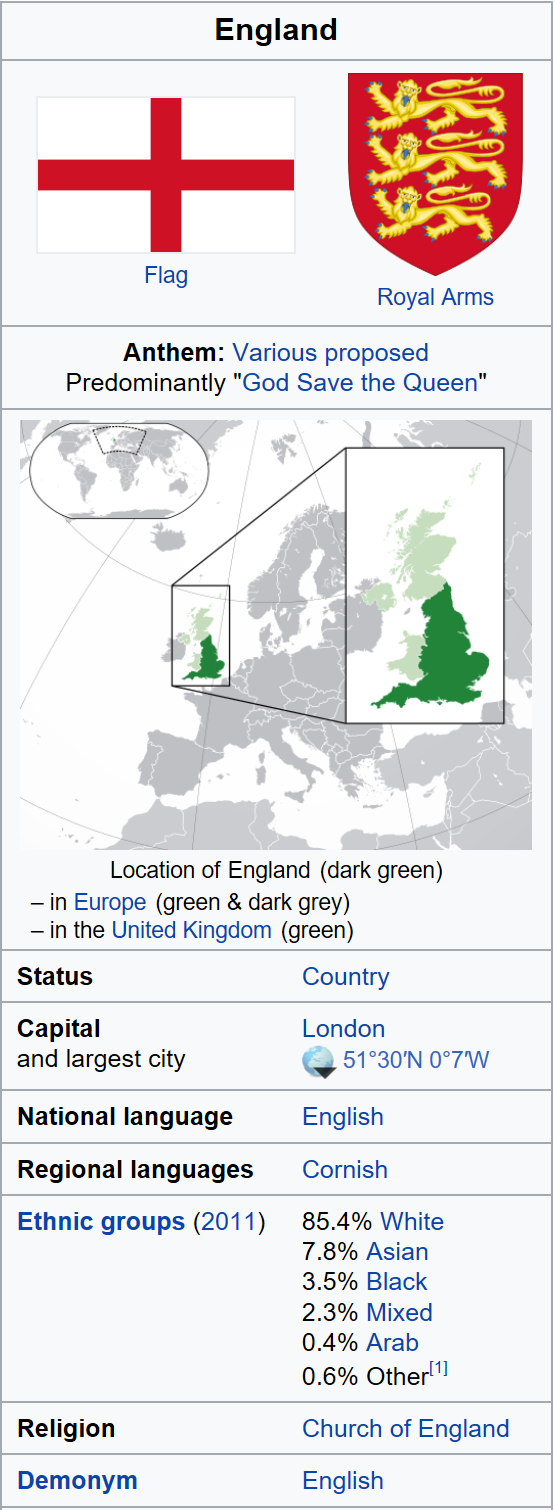 England
Flag
Royal Arms
Anthem: Various proposed
Predominantly "God Save the Queen"
Location of England (dark green)
– in Europe (green & dark grey)
– in the United Kingdom (green)
Status Country
Capital London
and largest city 51°30′N 0°7′W
National language English
Regional languages Cornish
Ethnic groups (2011) 85.4% White
7.8% Asian
3.5% Black
2.3% Mixed
0.4% Arab
0.6% Other[1]
Religion Church of England
Demonym English